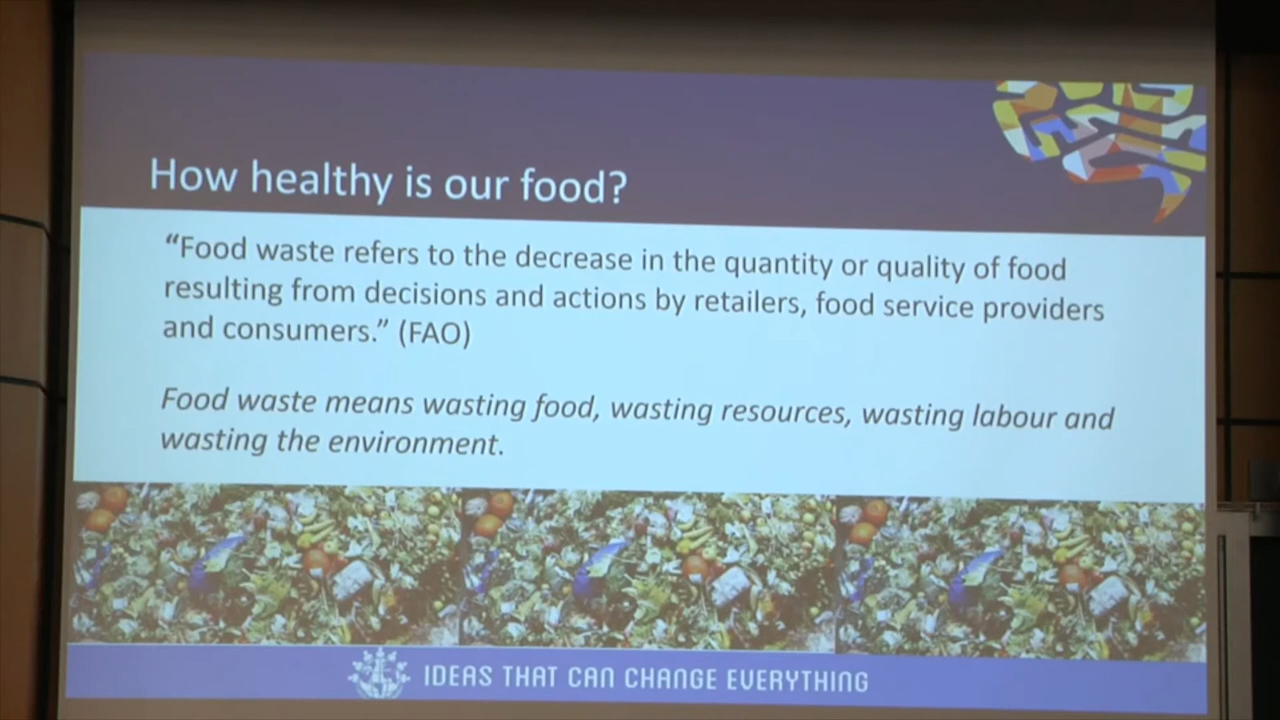 How healthy is our food?
“Food waste refers to the decrease in the quantity or quality of food
resulting from decisions and actions by retailers, food service providers
and consumers.” (FAO)
Food waste means wasting food, wasting resources, wasting labour and
wasting the environment.
IDEAS THAT CAN CHANGE EVERYTHING